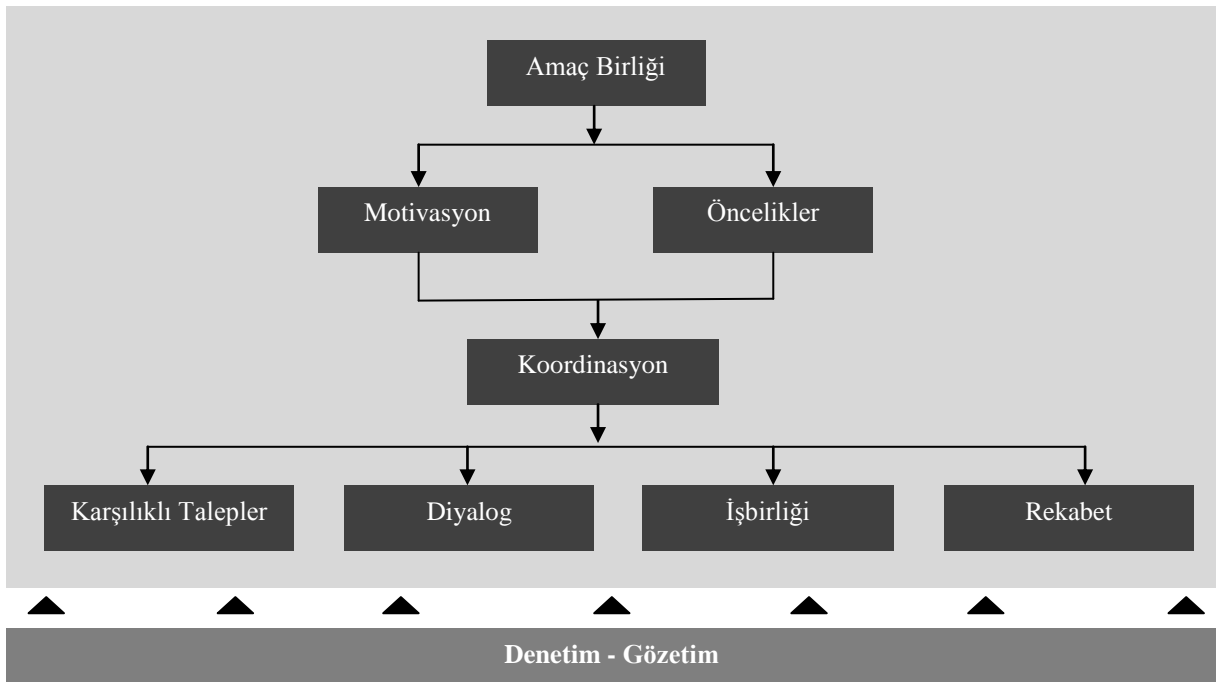 Amaç Birliği
Motivasyon
Öncelikler
Koordinasyon
Karşılıklı Talepler
Diyalog
İşbirliği
Rekabet
Denetim - Gözetim